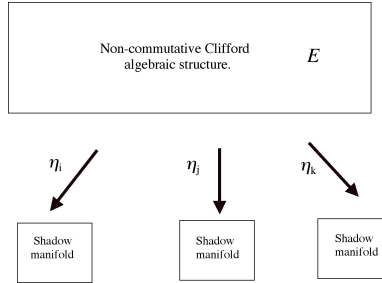 Non-commutative Clifford
algebraic structure.
E
ηi
ηj
ηk
Shadow
manifold
Shadow
manifold
Shadow
manifold